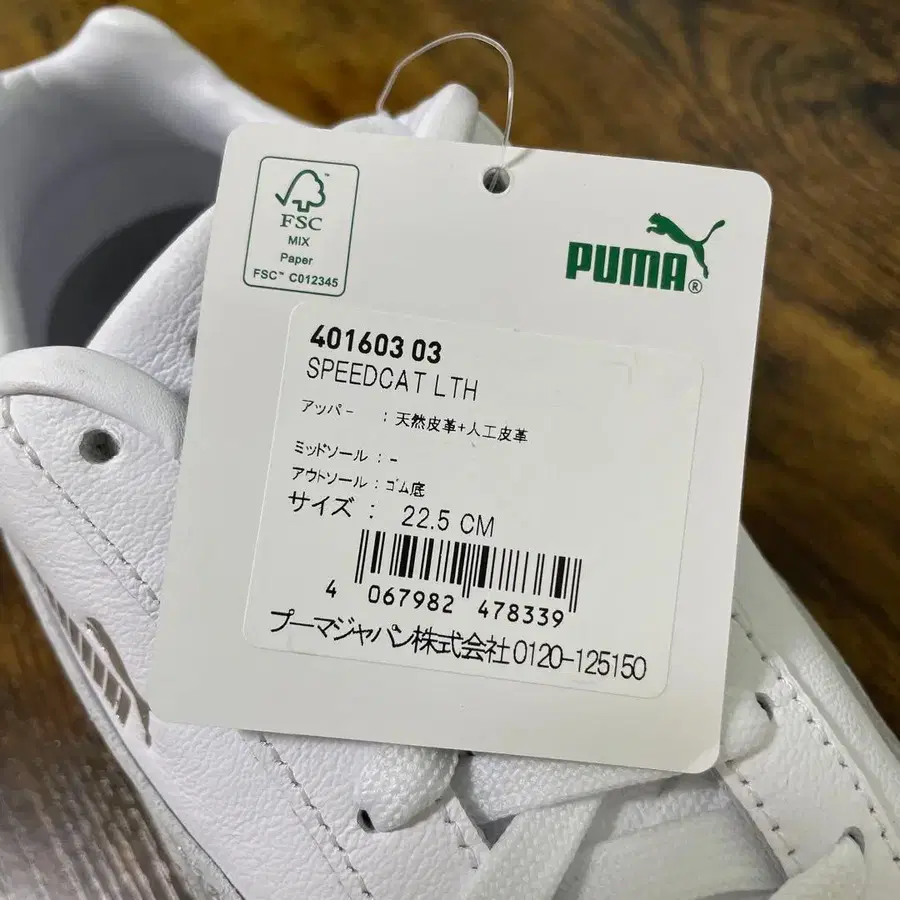 FSC™
MIX
Paper
FSC™ C012345
PUMA®
401603 03
SPEEDCAT LTH
アッパー : 天然皮革+人工皮革
ミッドソール : -
アウトソール : ゴム底
サイズ : 22.5 CM
4 067982 478339
プーマジャパン株式会社 0120-125150